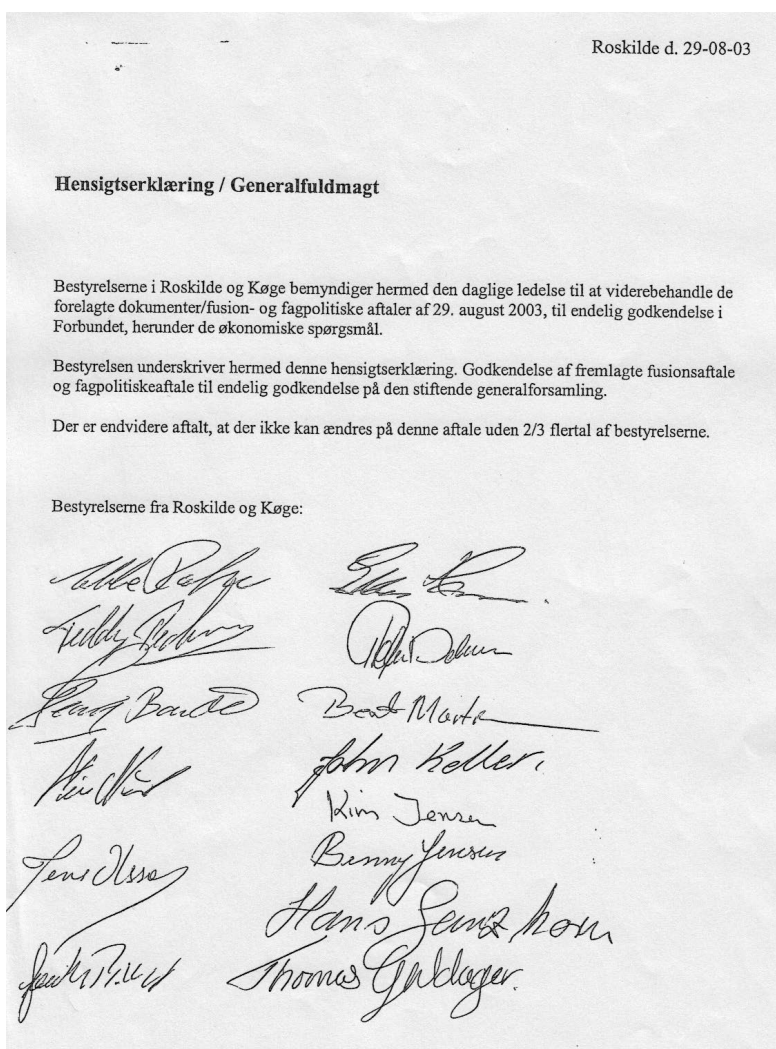 Roskilde d. 29-08-03
Hensigtserklæring / Generalfuldmagt
Bestyrelserne i Roskilde og Køge bemyndiger hermed den daglige ledelse til at viderebehandle de
forelagte dokumenter/fusion- og fagpolitiske aftaler af 29. august 2003, til endelig godkendelse i
Forbundet, herunder de økonomiske spørgsmål.
Bestyrelsen underskriver hermed denne hensigtserklæring. Godkendelse af fremlagte fusionsaftale
og fagpolitiskeaftale til endelig godkendelse på den stiftende generalforsamling.
Der er endvidere aftalt, at der ikke kan ændres på denne aftale uden 2/3 flertal af bestyrelserne.
Bestyrelserne fra Roskilde og Køge:
Bent
John Keller.
Kim Jensen
Benny Jensen
Hans
Thomas Guldager.